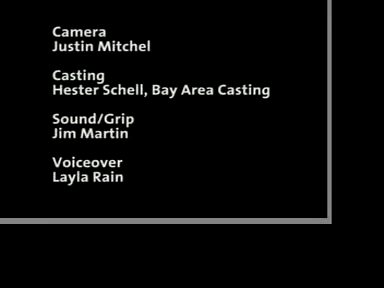 Camera
Justin Mitchel
Casting
Hester Schell, Bay Area Casting
Sound/Grip
Jim Martin
Voiceover
Layla Rain